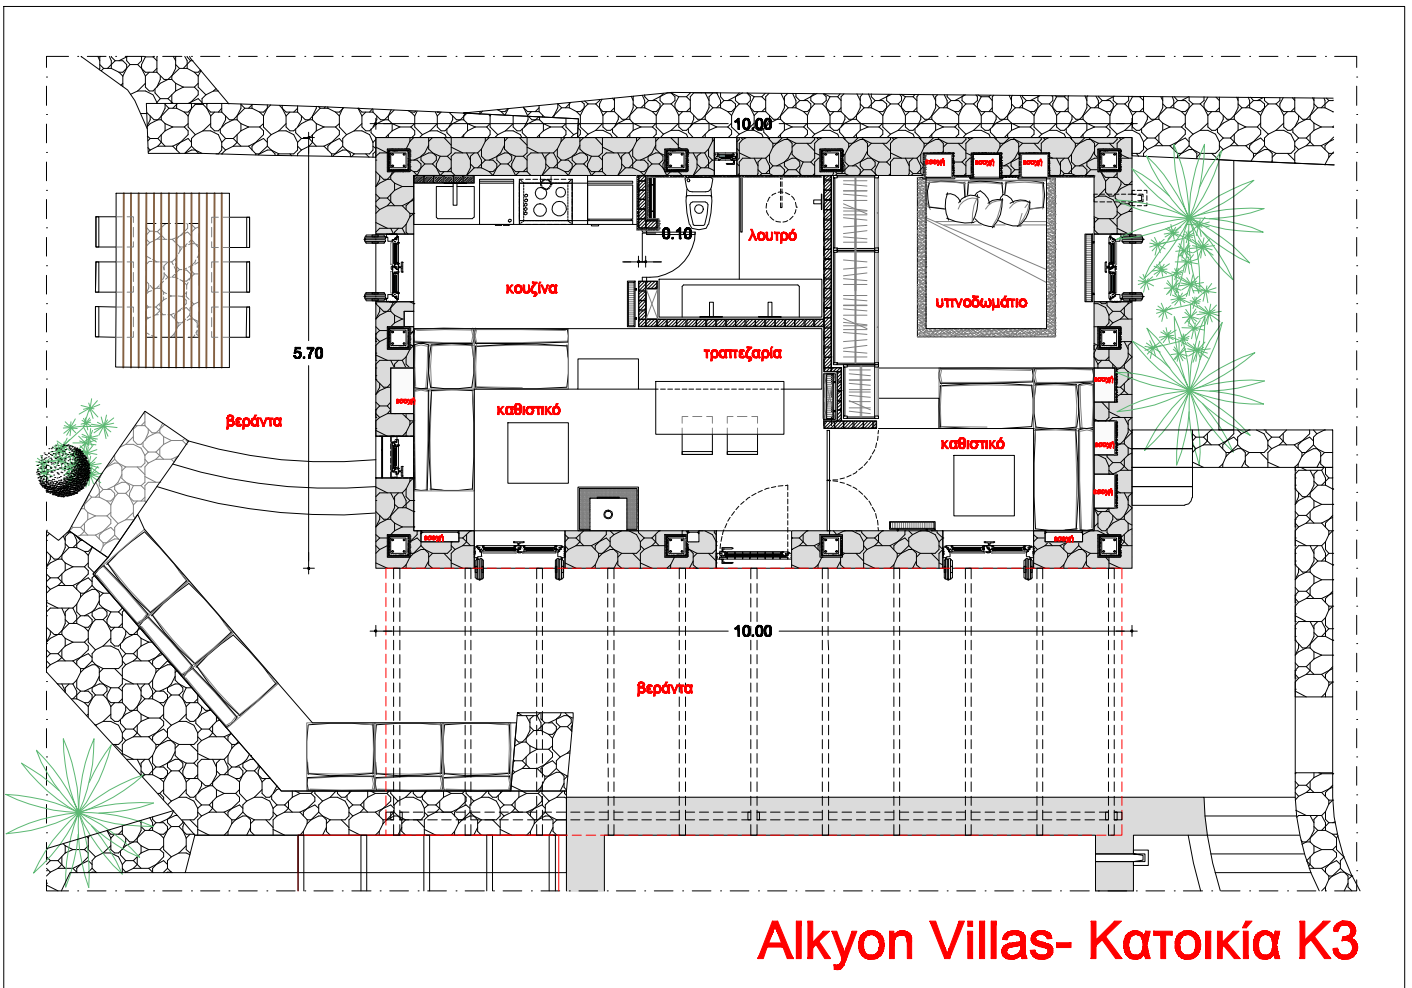 10.00
0.10
λουτρό
κουζίνα
υπνοδωμάτιο
5.70
τραπεζαρία
καθιστικό
βεράντα
καθιστικό
10.00
βεράντα
Alkyon Villas- Κατοικία Κ3